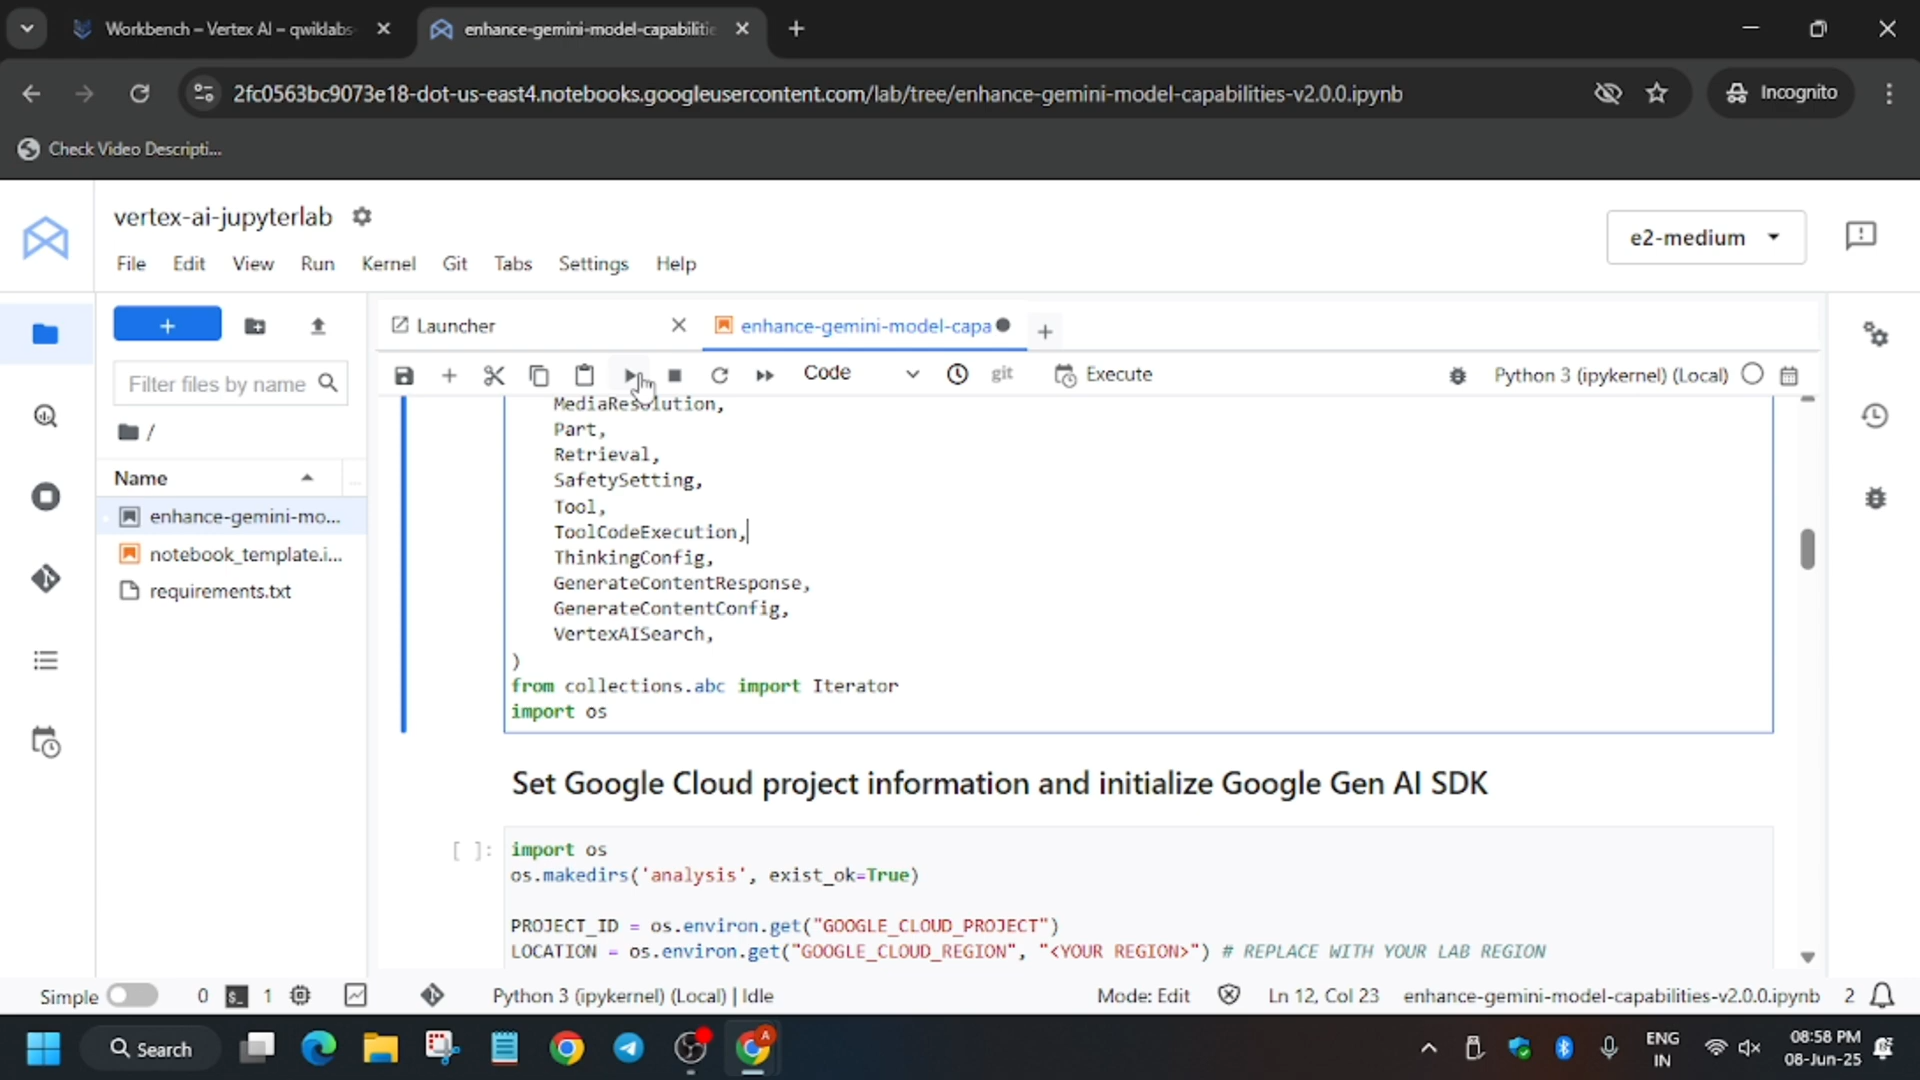 Workbench – Vertex AI – qwiklabs-
enhance-gemini-model-capabilitie
2fc0563bc9073e18-dot-us-east4.notebooks.googleusercontent.com/lab/tree/enhance-gemini-model-capabilities-v2.0.0.ipynb
Incognito
Check Video Descripti...
vertex-ai-jupyterlab
e2-medium
File Edit View Run Kernel Git Tabs Settings Help
Launcher
enhance-gemini-model-capa
Filter files by name
Code
git
Execute
Python 3 (ipykernel) (Local)
/
Name
...
enhance-gemini-mo...
notebook_template.i...
requirements.txt
MediaResolution,
Part,
Retrieval,
SafetySetting,
Tool,
ToolCodeExecution,
ThinkingConfig,
GenerateContentResponse,
GenerateContentConfig,
VertexAISearch,
)
from collections.abc import Iterator
import os
Set Google Cloud project information and initialize Google Gen AI SDK
[ ]:
import os
os.makedirs('analysis', exist_ok=True)
PROJECT_ID = os.environ.get("GOOGLE_CLOUD_PROJECT")
LOCATION = os.environ.get("GOOGLE_CLOUD_REGION", "<YOUR REGION>") # REPLACE WITH YOUR LAB REGION
Simple
0
1
Python 3 (ipykernel) (Local) | Idle
Mode: Edit
Ln 12, Col 23
enhance-gemini-model-capabilities-v2.0.0.ipynb
2
Search
A
ENG
IN
08:58 PM
08-Jun-25